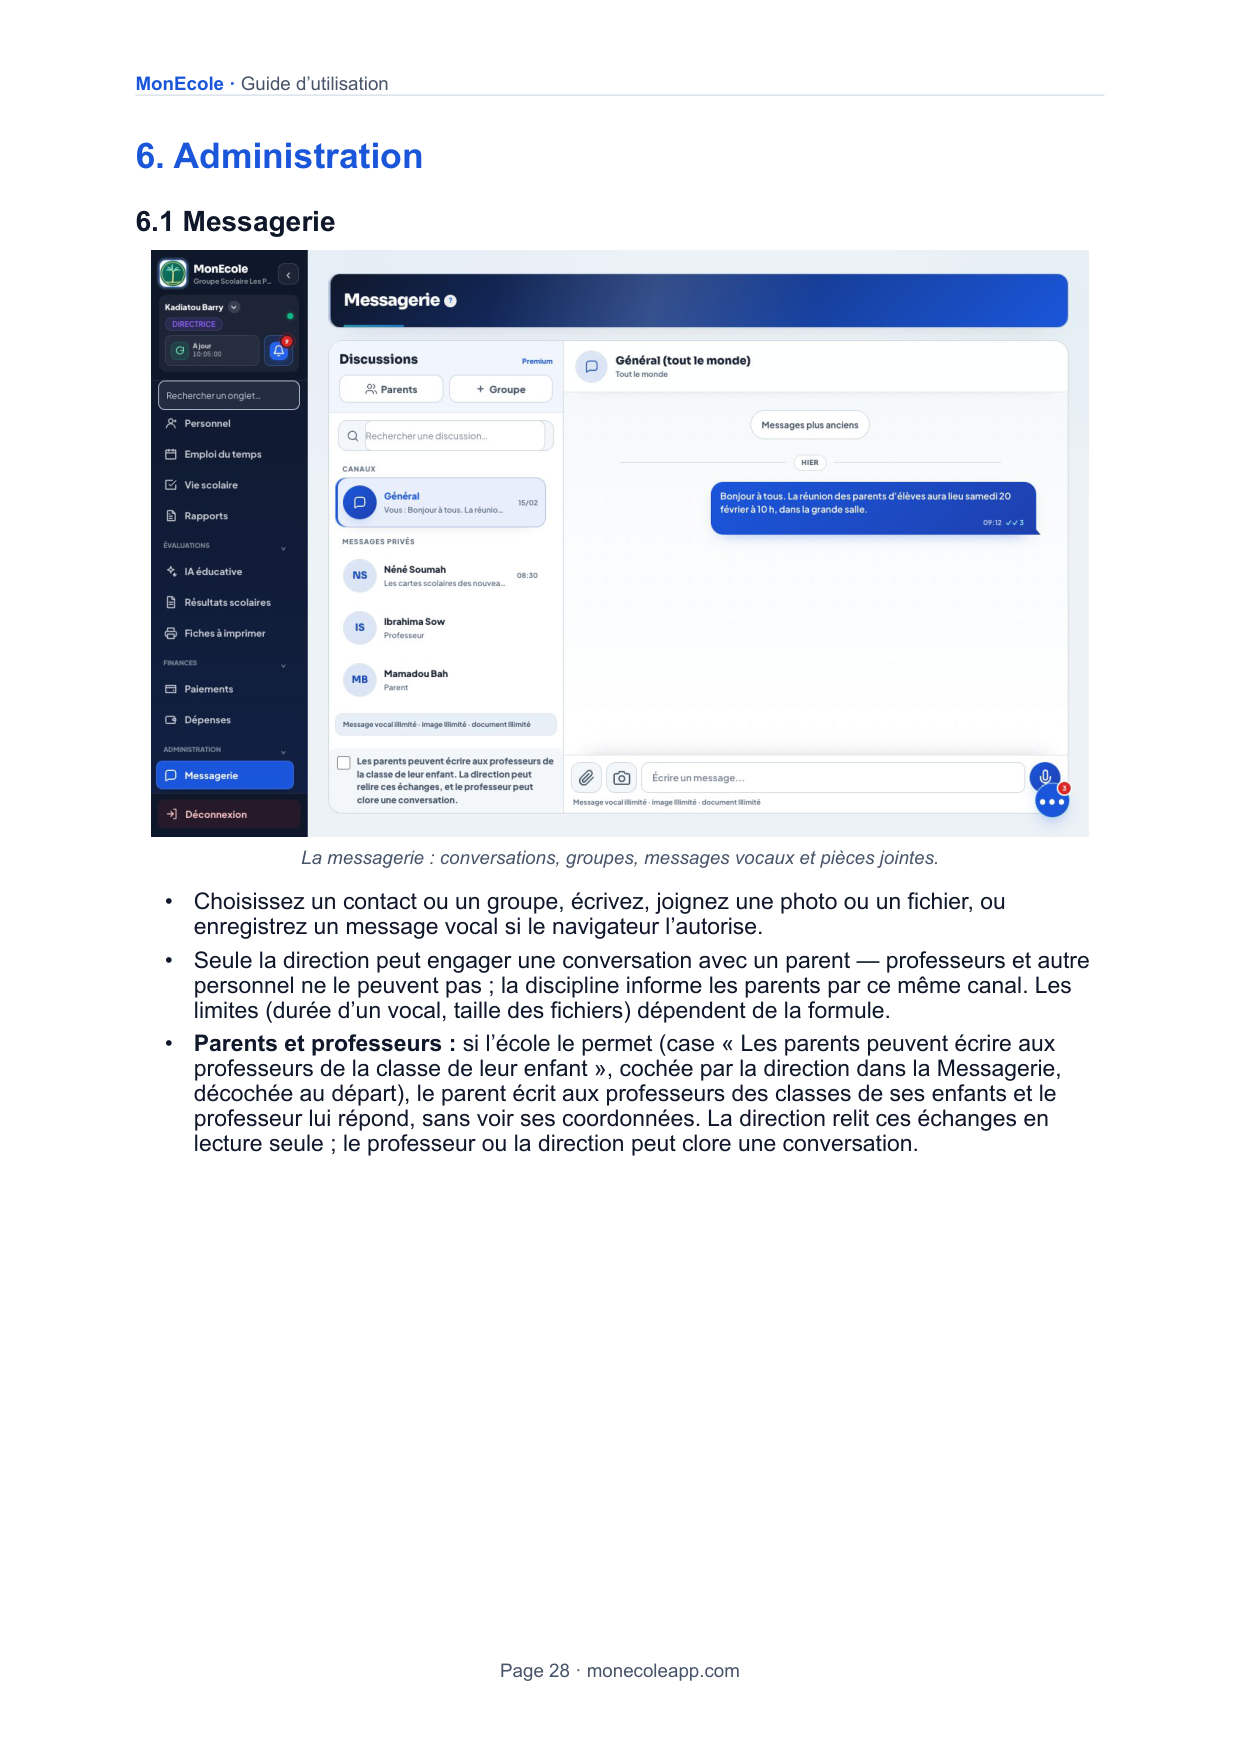 MonEcole · Guide d’utilisation
6. Administration
6.1 Messagerie
MonEcole
Groupe Scolaire Les P...
Kadiatou Barry
DIRECTRICE
À jour
10:05:00
9
Rechercher un onglet...
Personnel
Emploi du temps
Vie scolaire
Rapports
ÉVALUATIONS
IA éducative
Résultats scolaires
Fiches à imprimer
FINANCES
Paiements
Dépenses
ADMINISTRATION
Messagerie
Déconnexion
Messagerie ?
Discussions
Premium
Parents
+ Groupe
Rechercher une discussion...
CANAUX
Général
15/02
Vous : Bonjour à tous. La réunio...
MESSAGES PRIVÉS
NS
Néné Soumah
08:30
Les cartes scolaires des nouvea...
IS
Ibrahima Sow
Professeur
MB
Mamadou Bah
Parent
Message vocal illimité · image illimité · document illimité
Les parents peuvent écrire aux professeurs de
la classe de leur enfant. La direction peut
relire ces échanges, et le professeur peut
clore une conversation.
Général (tout le monde)
Tout le monde
Messages plus anciens
HIER
Bonjour à tous. La réunion des parents d'élèves aura lieu samedi 20
février à 10 h, dans la grande salle.
09:12 ✓✓ 3
Écrire un message...
Message vocal illimité · image illimité · document illimité
3
La messagerie : conversations, groupes, messages vocaux et pièces jointes.
• Choisissez un contact ou un groupe, écrivez, joignez une photo ou un fichier, ou
enregistrez un message vocal si le navigateur l’autorise.
• Seule la direction peut engager une conversation avec un parent — professeurs et autre
personnel ne le peuvent pas ; la discipline informe les parents par ce même canal. Les
limites (durée d’un vocal, taille des fichiers) dépendent de la formule.
• Parents et professeurs : si l’école le permet (case « Les parents peuvent écrire aux
professeurs de la classe de leur enfant », cochée par la direction dans la Messagerie,
décochée au départ), le parent écrit aux professeurs des classes de ses enfants et le
professeur lui répond, sans voir ses coordonnées. La direction relit ces échanges en
lecture seule ; le professeur ou la direction peut clore une conversation.
Page 28 · monecoleapp.com